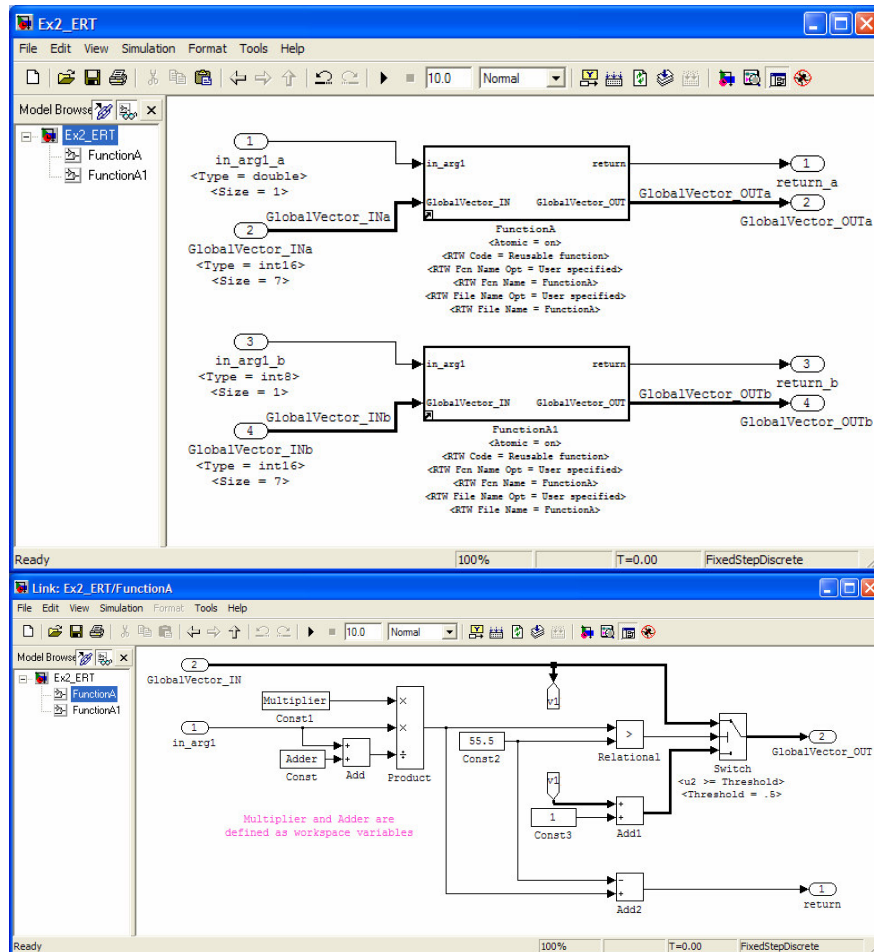 Ex2_ERT
File Edit View Simulation Format Tools Help
10.0 Normal
Model Browse
Ex2_ERT
FunctionA
FunctionA1
1
in_arg1_a
<Type = double>
<Size = 1>
GlobalVector_INa
2
GlobalVector_INa
<Type = int16>
<Size = 7>
in_arg1 return
GlobalVector_IN GlobalVector_OUT
FunctionA
<Atomic = on>
<RTW Code = Reusable function>
<RTW Fcn Name Opt = User specified>
<RTW Fcn Name = FunctionA>
<RTW File Name Opt = User specified>
<RTW File Name = FunctionA>
1
return_a
GlobalVector_OUTa
2
GlobalVector_OUTa
3
in_arg1_b
<Type = int8>
<Size = 1>
GlobalVector_INb
4
GlobalVector_INb
<Type = int16>
<Size = 7>
in_arg1 return
GlobalVector_IN GlobalVector_OUT
FunctionA1
<Atomic = on>
<RTW Code = Reusable function>
<RTW Fcn Name Opt = User specified>
<RTW Fcn Name = FunctionA>
<RTW File Name Opt = User specified>
<RTW File Name = FunctionA>
3
return_b
GlobalVector_OUTb
4
GlobalVector_OUTb
Ready 100% T=0.00 FixedStepDiscrete
Link: Ex2_ERT/FunctionA
File Edit View Simulation Format Tools Help
10.0 Normal
Model Browse
Ex2_ERT
FunctionA
FunctionA1
2
GlobalVector_IN
v1
Multiplier
Const1
1
in_arg1
Adder
Const
+
+
Add
×
×
÷
Product
55.5
Const2
>
Relational
Switch
<u2 >= Threshold>
<Threshold = .5>
2
GlobalVector_OUT
v1
1
Const3
+
+
Add1
Multiplier and Adder are
defined as workspace variables
-
+
Add2
1
return
Ready 100% T=0.00 FixedStepDiscrete